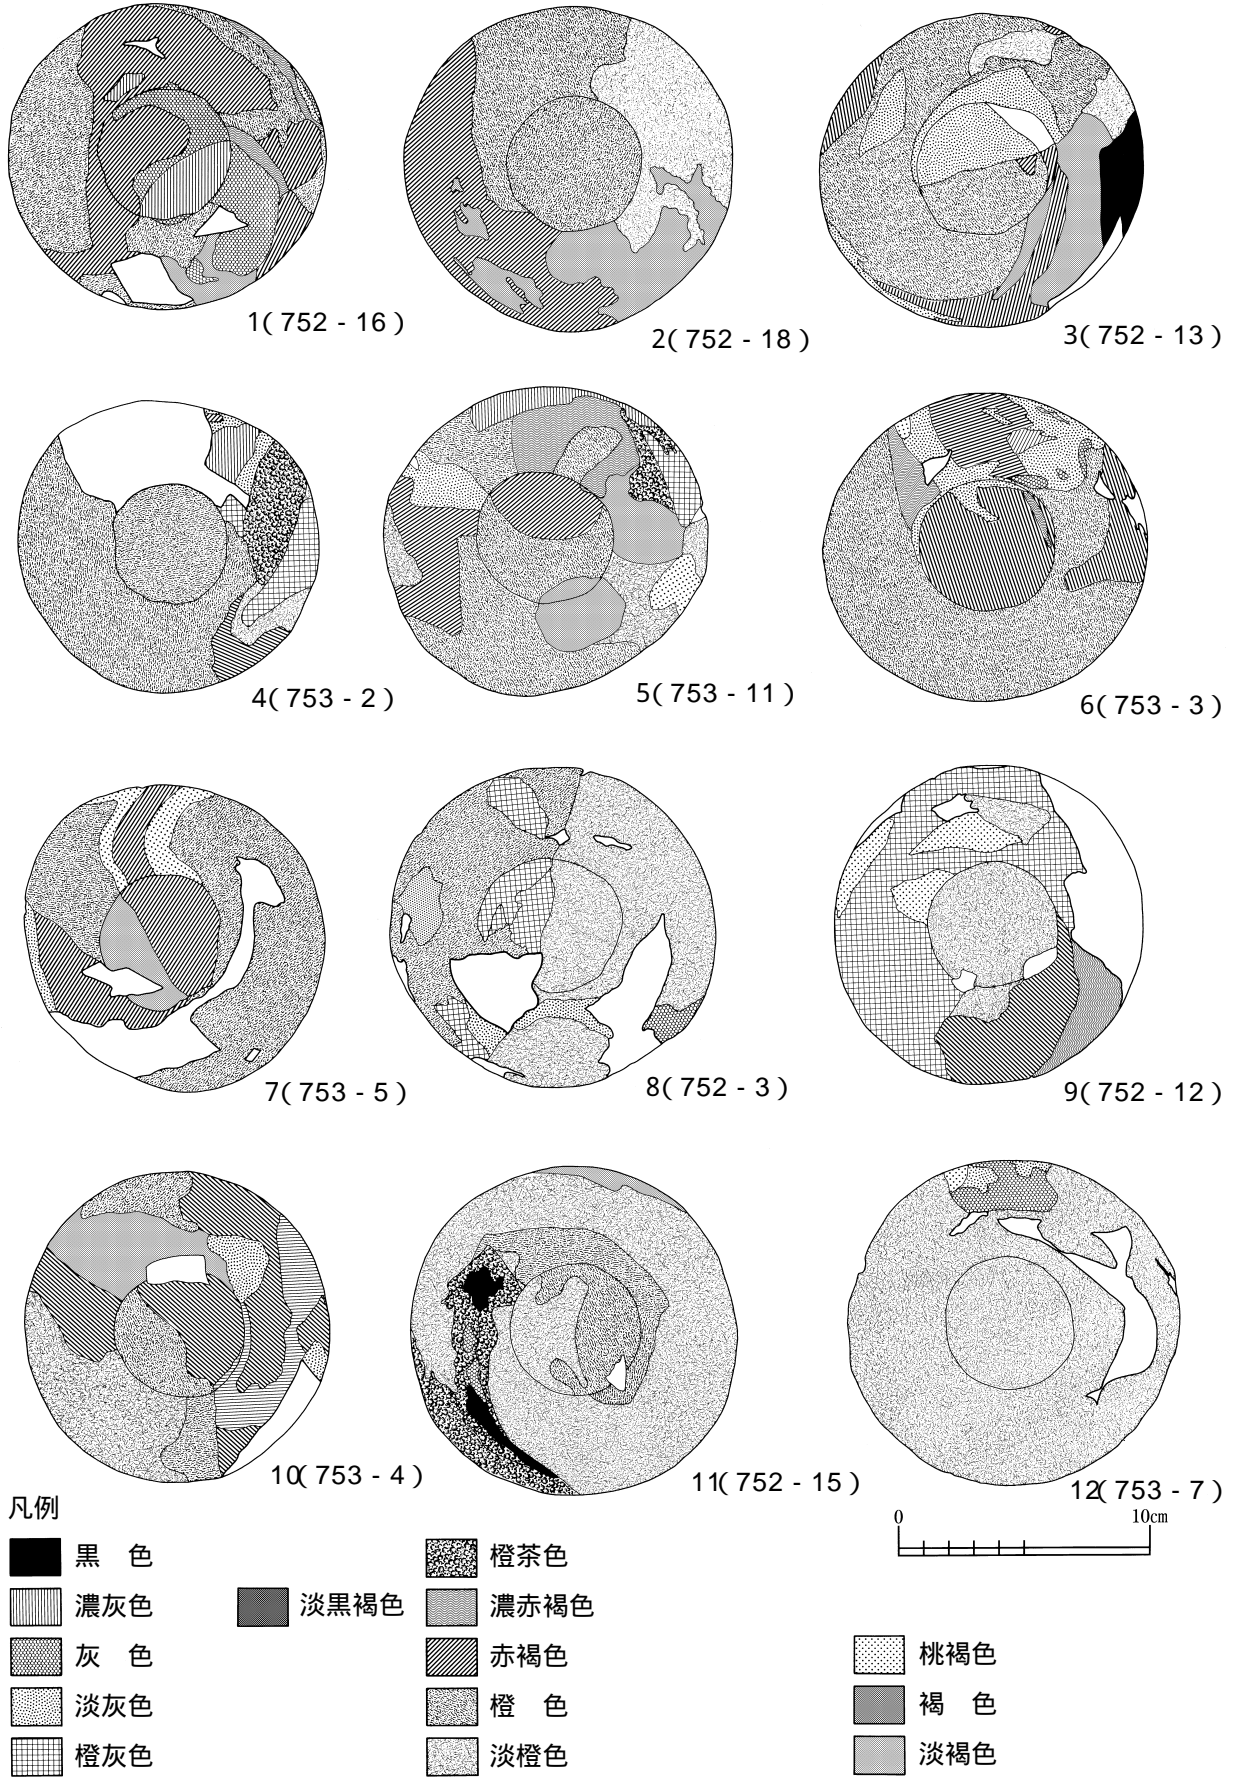 1(752-16)
2(752-18)
3(752-13)
4(753-2)
5(753-11)
6(753-3)
7(753-5)
8(752-3)
9(752-12)
10(753-4)
11(752-15)
12(753-7)
0 10cm
凡例
黒　色
濃灰色
灰　色
淡灰色
橙灰色
淡黒褐色
橙茶色
濃赤褐色
赤褐色
橙　色
淡橙色
桃褐色
褐　色
淡褐色